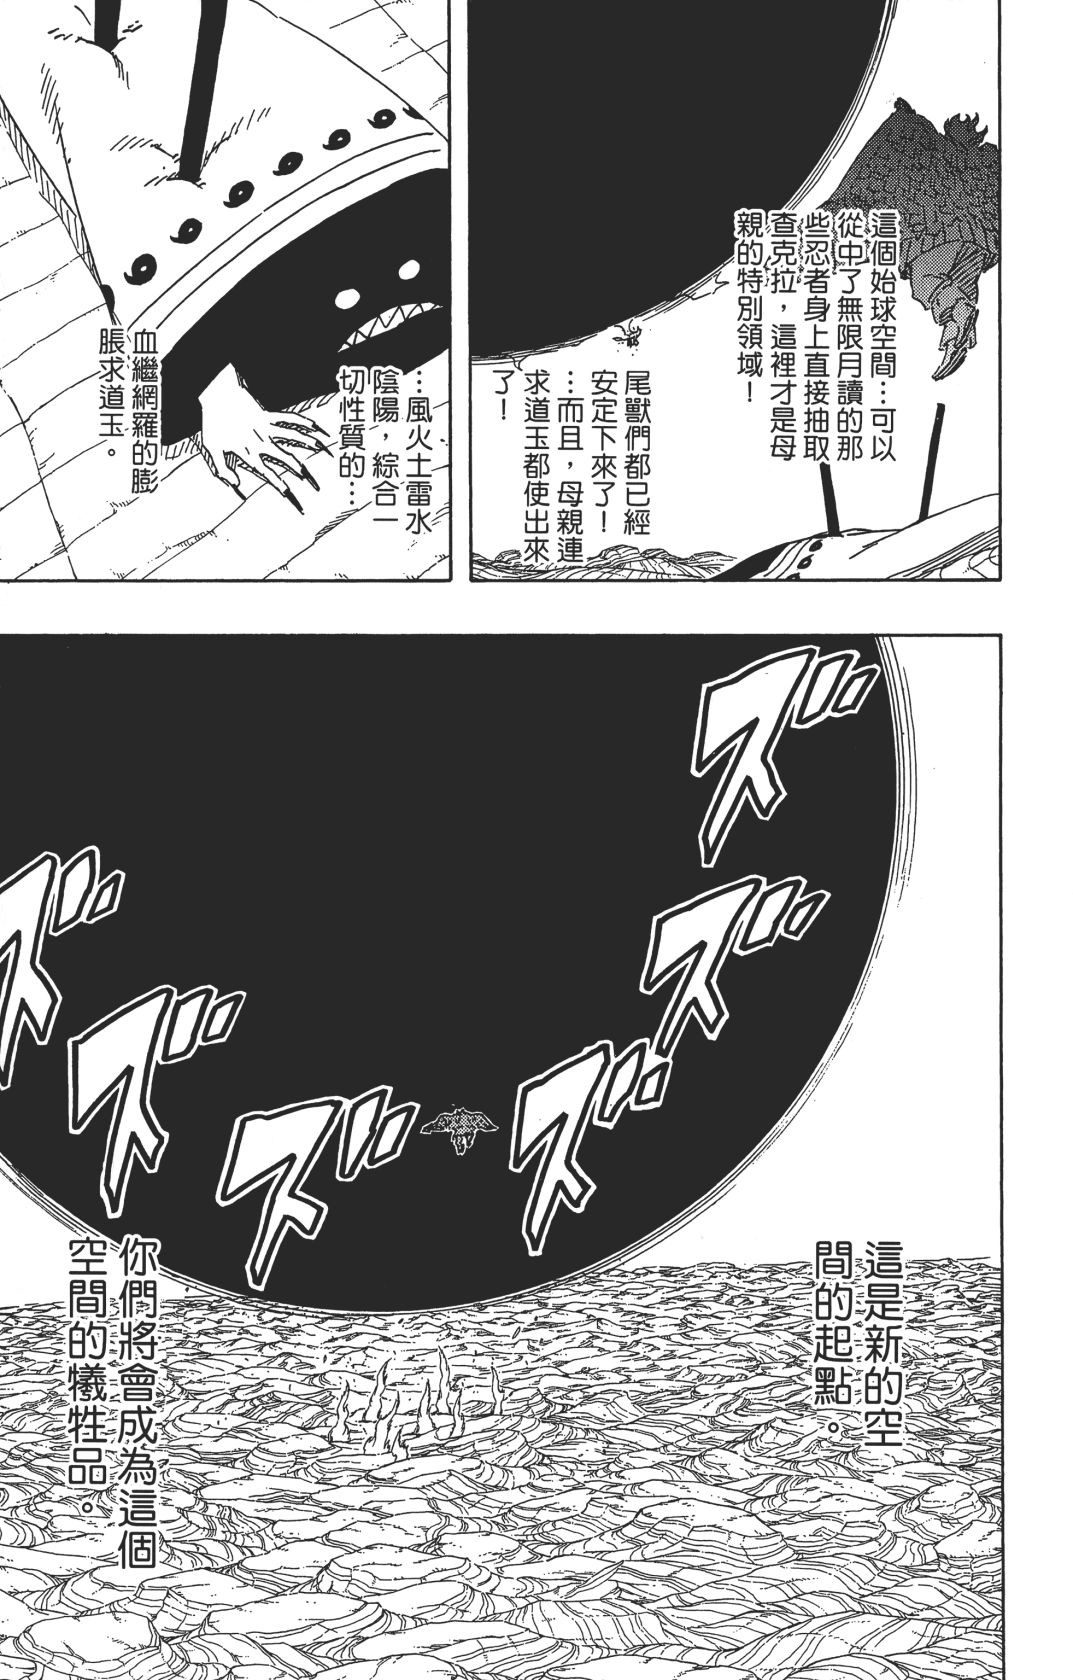 這個始球空間…可以
從中了無限月讀的那
些忍者身上直接抽取
查克拉，這裡才是母
親的特別領域！
尾獸們都已經
安定下來了！
…而且，母親連
求道玉都使出來
了！
…風火土雷水
陰陽，綜合一
切性質的…
血繼網羅的膨
脹求道玉。
ズズ
ズズ
ズズ
ズズ
ズズ
ズズ
這是新的空
間的起點。
你們將會成為這個
空間的犧牲品。